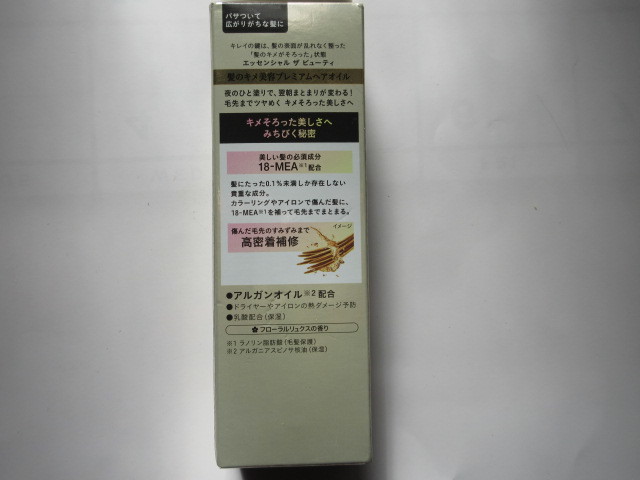 パサついて
広がりがちな髪に
キレイの鍵は、髪の表面が乱れなく整った
「髪のキメがそろった」状態
エッセンシャル ザ ビューティ
髪のキメ美容プレミアムヘアオイル
夜のひと塗りで、翌朝まとまりが変わる!
毛先までツヤめく キメそろった美しさへ
キメそろった美しさへ
みちびく秘密
美しい髪の必須成分
18-MEA※1配合
髪にたった0.1%未満しか存在しない
貴重な成分。
カラーリングやアイロンで傷んだ髪に、
18-MEA※1を補って毛先までまとまる。
傷んだ毛先のすみずみまで
高密着補修
イメージ
●アルガンオイル※2配合
●ドライヤーやアイロンの熱ダメージ予防
●乳酸配合(保湿)
フローラルリュクスの香り
※1 ラノリン脂肪酸(毛髪保護)
※2 アルガニアスピノサ核油(保湿)